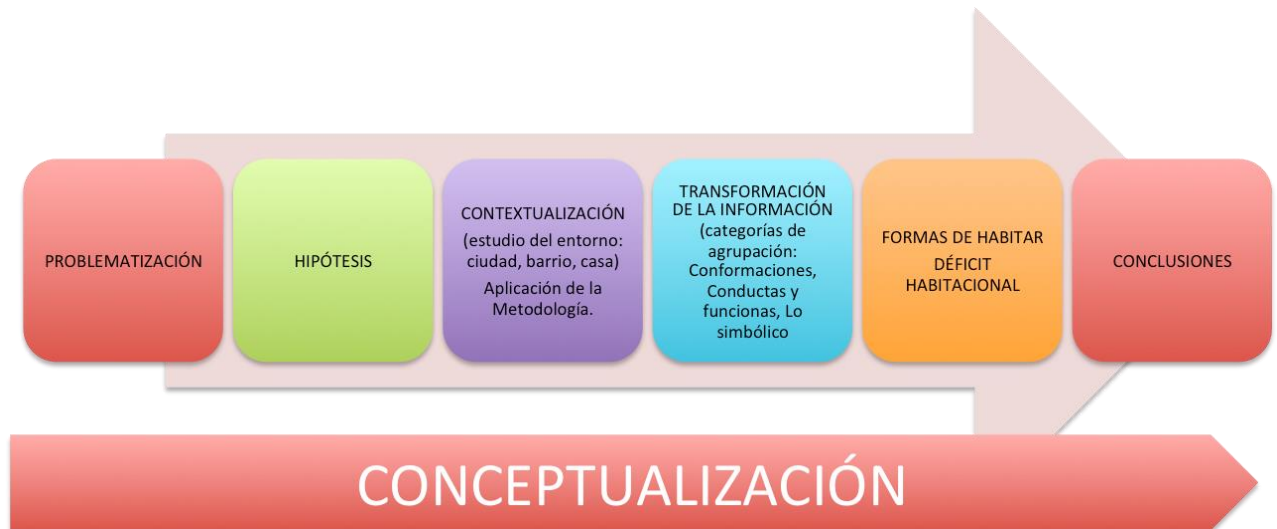 PROBLEMATIZACIÓN
HIPÓTESIS
CONTEXTUALIZACIÓN
(estudio del entorno:
ciudad, barrio, casa)
Aplicación de la
Metodología.
TRANSFORMACIÓN
DE LA INFORMACIÓN
(categorías de
agrupación:
Conformaciones,
Conductas y
funcionas, Lo
simbólico
FORMAS DE HABITAR
DÉFICIT
HABITACIONAL
CONCLUSIONES
CONCEPTUALIZACIÓN